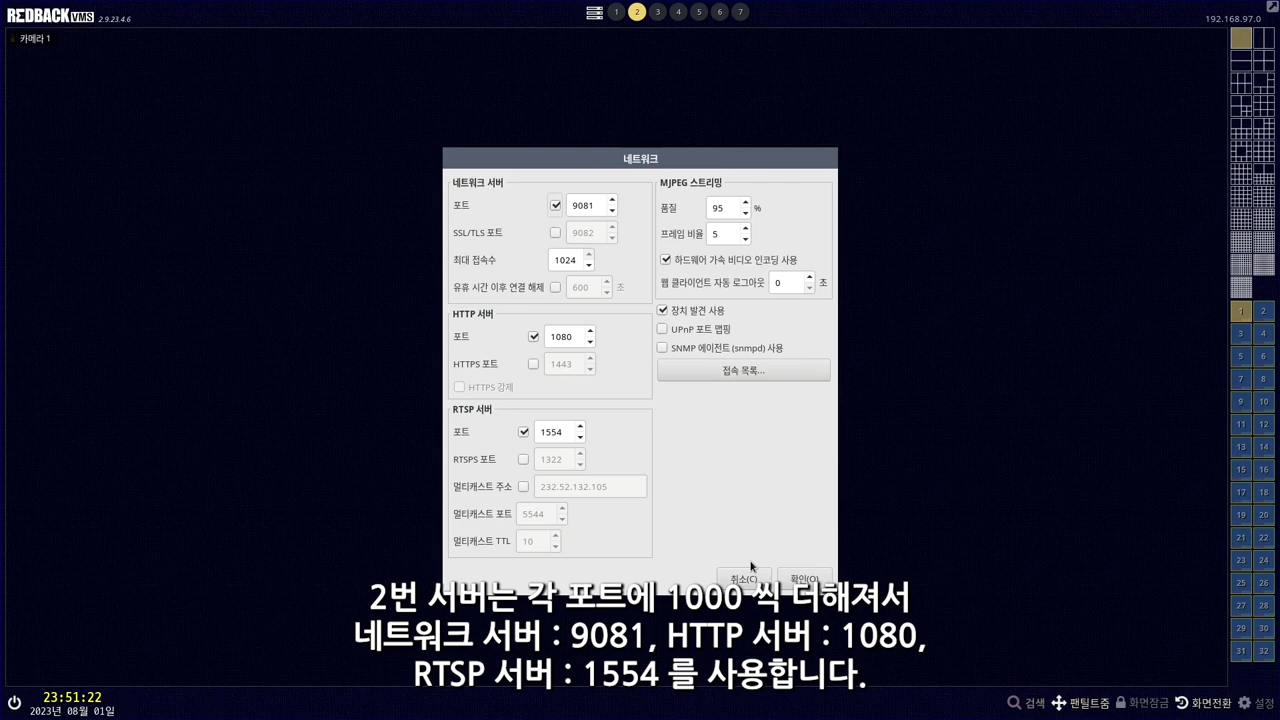 REDBACK VMS 2.9.23.4.6
1 2 3 4 5 6 7
192.168.97.0
카메라 1
네트워크
네트워크 서버
포트 9081
SSL/TLS 포트 9082
최대 접속수 1024
유휴 시간 이후 연결 해제 600 초
HTTP 서버
포트 1080
HTTPS 포트 1443
HTTPS 강제
RTSP 서버
포트 1554
RTSPS 포트 1322
멀티캐스트 주소 232.52.132.105
멀티캐스트 포트 5544
멀티캐스트 TTL 10
MJPEG 스트리밍
품질 95 %
프레임 비율 5
하드웨어 가속 비디오 인코딩 사용
웹 클라이언트 자동 로그아웃 0 초
장치 발견 사용
UPnP 포트 맵핑
SNMP 에이전트 (snmpd) 사용
접속 목록...
취소(C) 확인(O)
1 2
3 4
5 6
7 8
9 10
11 12
13 14
15 16
17 18
19 20
21 22
23 24
25 26
27 28
29 30
31 32
2번 서버는 각 포트에 1000 씩 더해져서
네트워크 서버 : 9081, HTTP 서버 : 1080,
RTSP 서버 : 1554 를 사용합니다.
23:51:22
2023년 08월 01일
검색 팬틸트줌 화면잠금 화면전환 설정